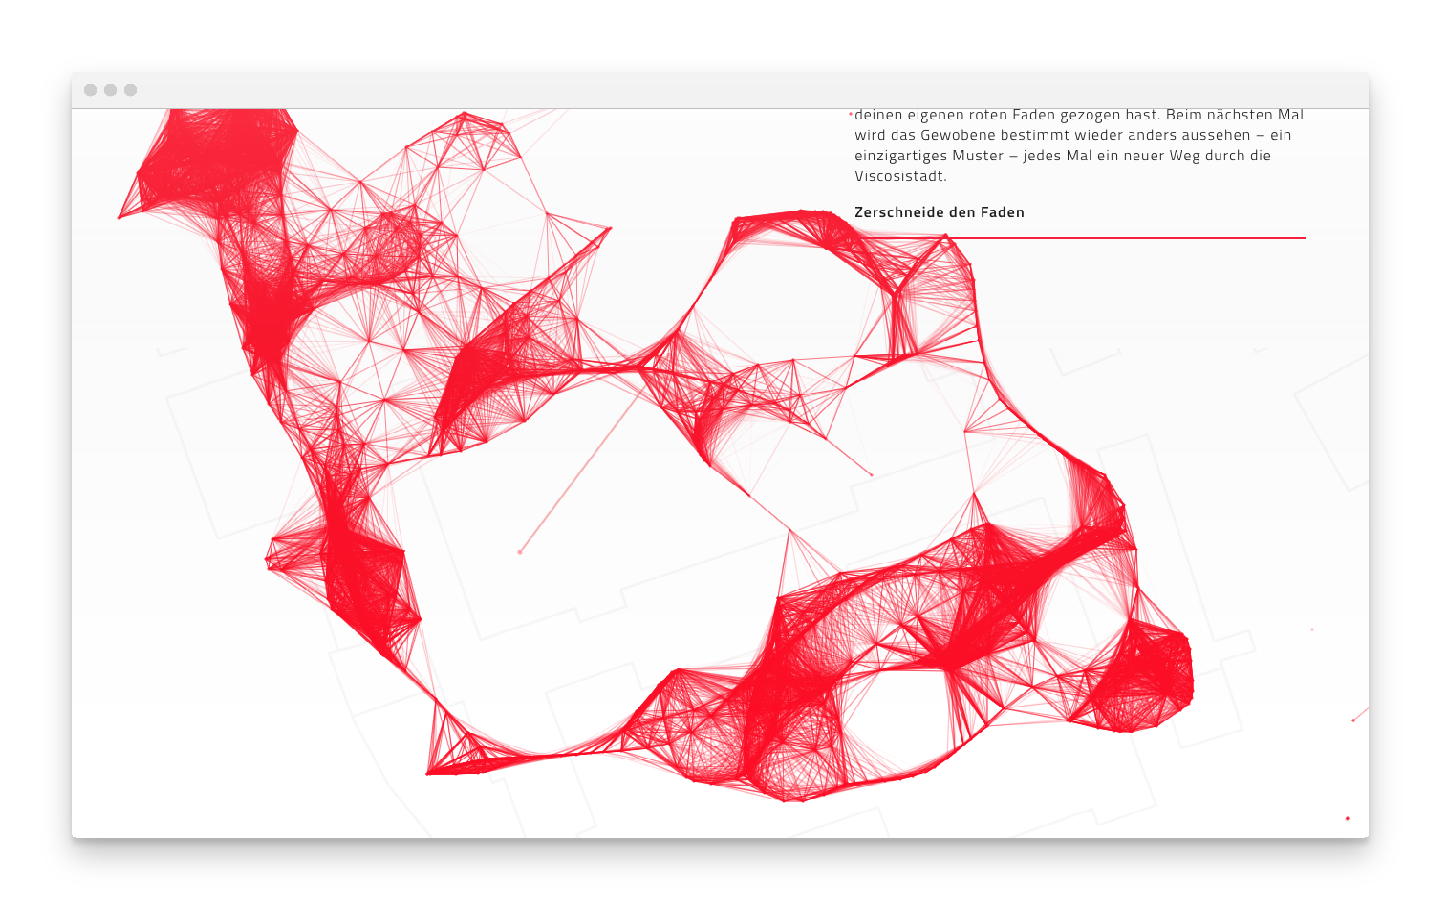 deinen eigenen roten Faden gezogen hast. Beim nächsten Mal
wird das Gewobene bestimmt wieder anders aussehen – ein
einzigartiges Muster – jedes Mal ein neuer Weg durch die
Viscosistadt.
Zerschneide den Faden